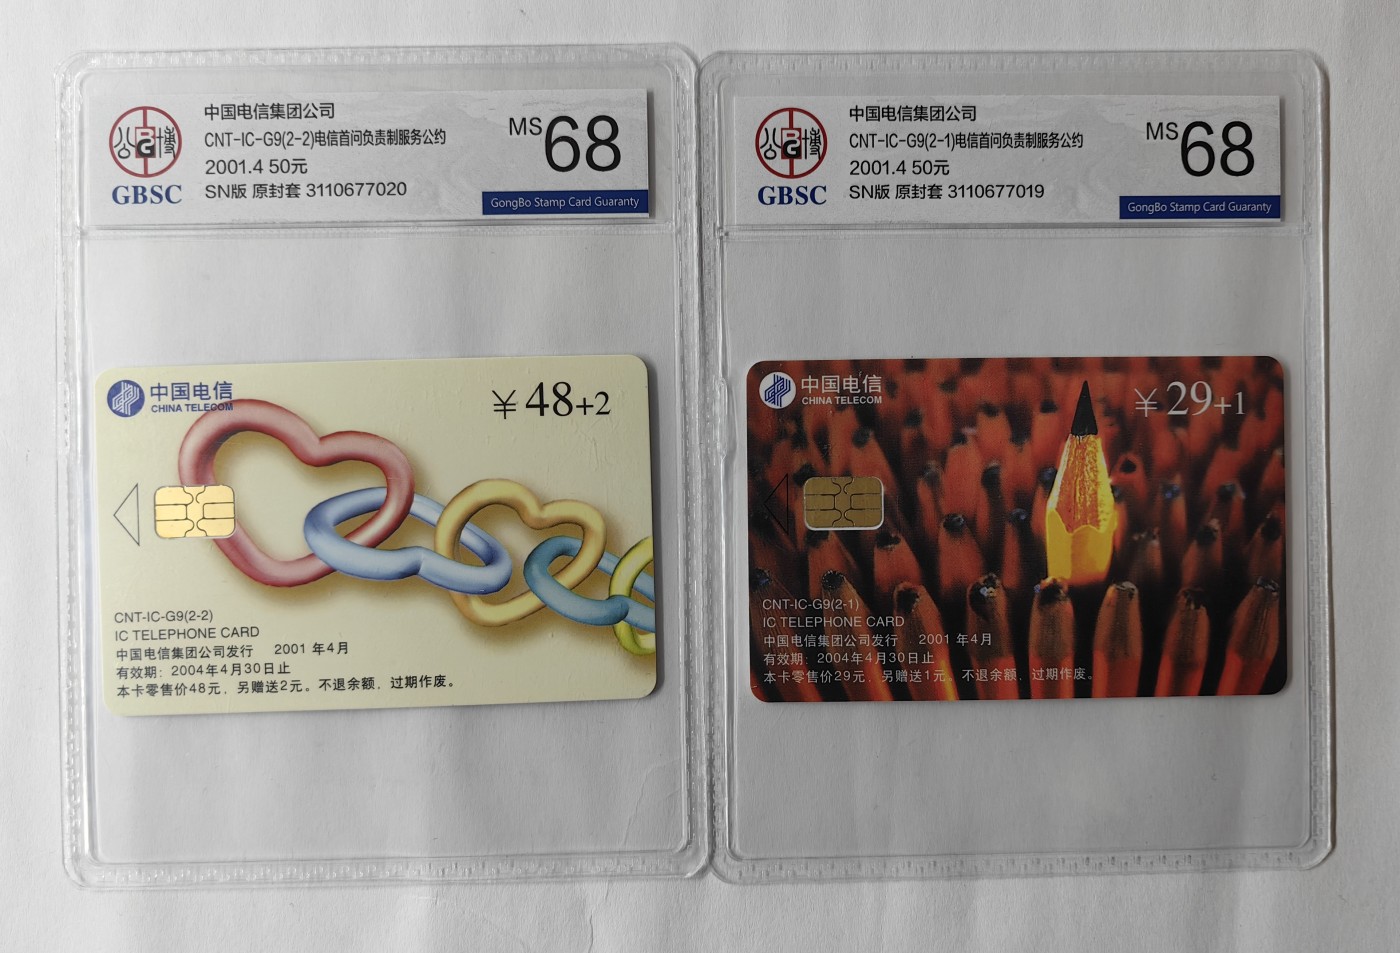 中国电信集团公司
CNT-IC-G9(2-2)电信首问负责制服务公约
2001.4 50元
SN版 原封套 3110677020
MS68
GBSC
GongBo Stamp Card Guaranty
公博
中国电信
CHINA TELECOM
￥48+2
CNT-IC-G9(2-2)
IC TELEPHONE CARD
中国电信集团公司发行 2001 年4月
有效期：2004年4月30日止
本卡零售价48元，另赠送2元。不退余额，过期作废。
中国电信集团公司
CNT-IC-G9(2-1)电信首问负责制服务公约
2001.4 50元
SN版 原封套 3110677019
MS68
GBSC
GongBo Stamp Card Guaranty
公博
中国电信
CHINA TELECOM
￥29+1
CNT-IC-G9(2-1)
IC TELEPHONE CARD
中国电信集团公司发行 2001 年4月
有效期：2004年4月30日止
本卡零售价29元，另赠送1元。不退余额，过期作废。